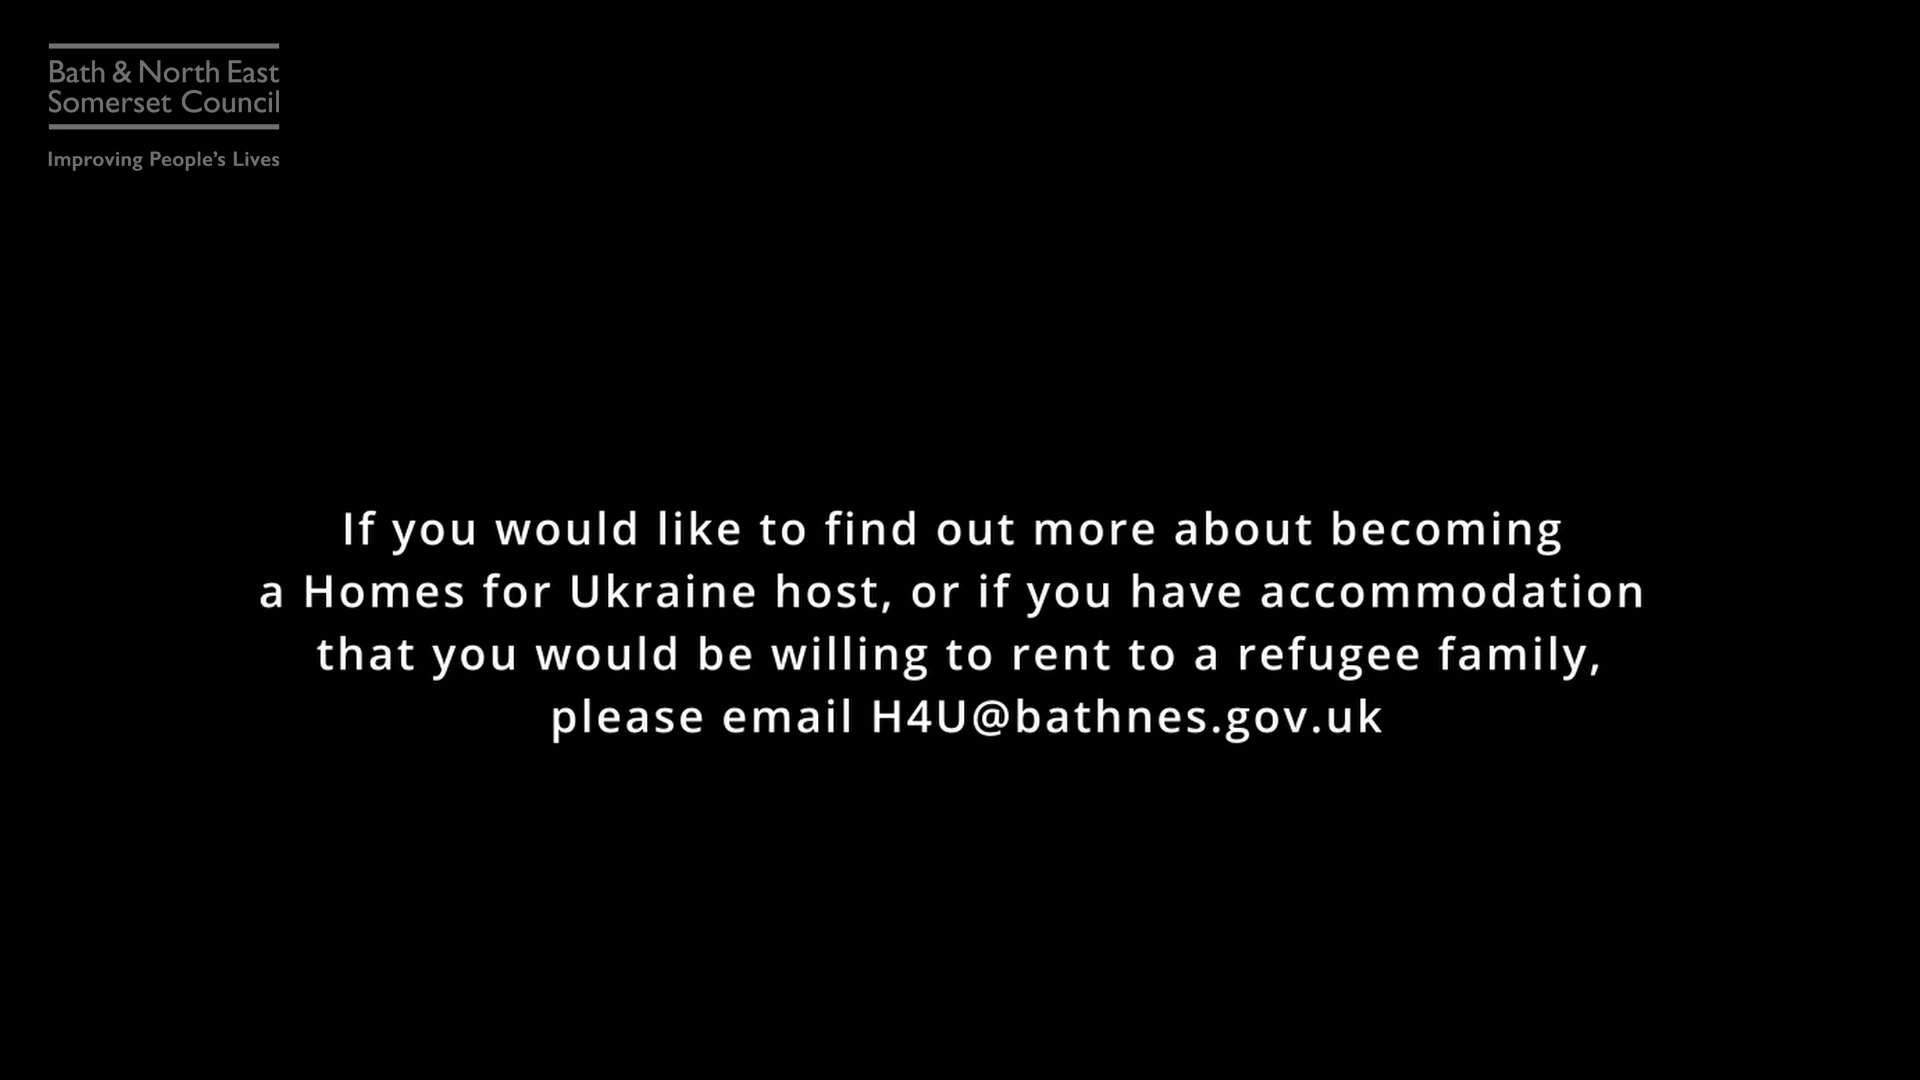 Bath & North East
Somerset Council
Improving People’s Lives
If you would like to find out more about becoming
a Homes for Ukraine host, or if you have accommodation
that you would be willing to rent to a refugee family,
please email H4U@bathnes.gov.uk